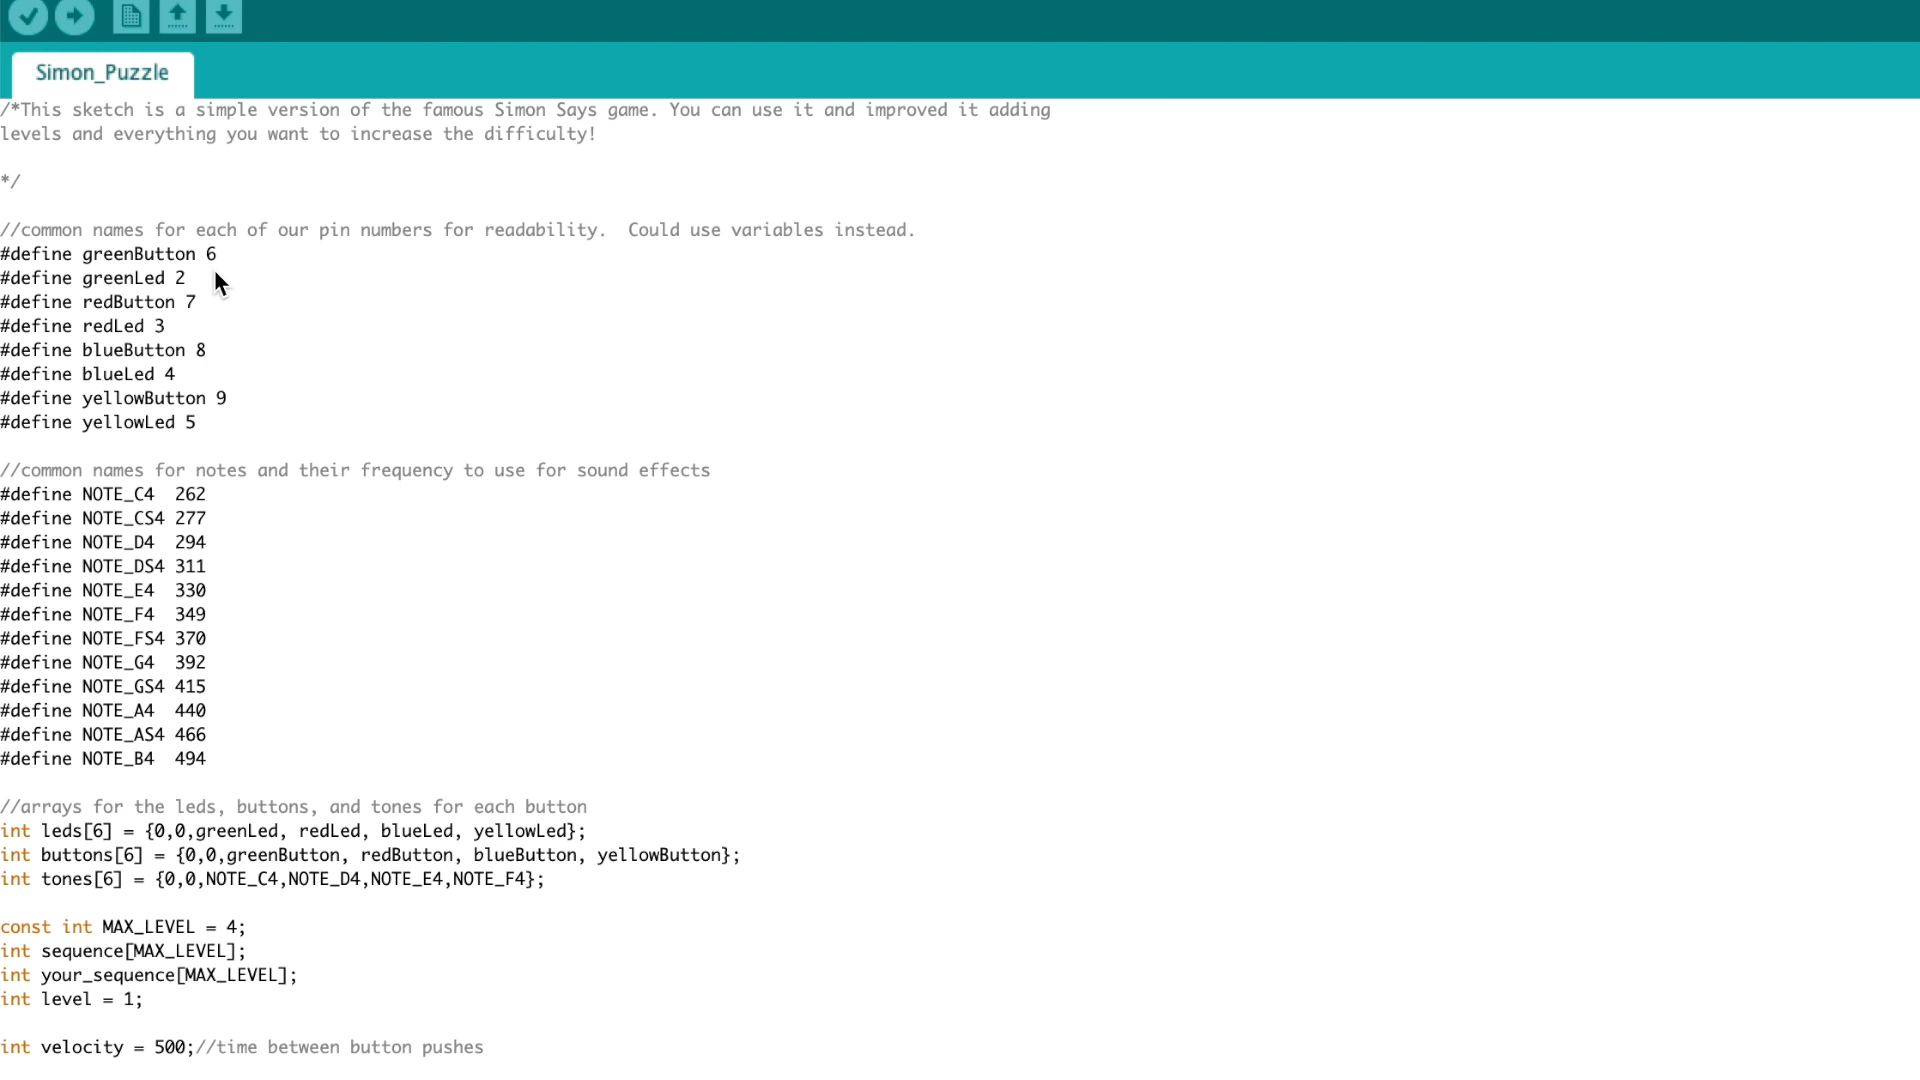 Simon_Puzzle
/*This sketch is a simple version of the famous Simon Says game. You can use it and improved it adding
levels and everything you want to increase the difficulty!
*/
//common names for each of our pin numbers for readability.  Could use variables instead.
#define greenButton 6
#define greenLed 2
#define redButton 7
#define redLed 3
#define blueButton 8
#define blueLed 4
#define yellowButton 9
#define yellowLed 5
//common names for notes and their frequency to use for sound effects
#define NOTE_C4  262
#define NOTE_CS4 277
#define NOTE_D4  294
#define NOTE_DS4 311
#define NOTE_E4  330
#define NOTE_F4  349
#define NOTE_FS4 370
#define NOTE_G4  392
#define NOTE_GS4 415
#define NOTE_A4  440
#define NOTE_AS4 466
#define NOTE_B4  494
//arrays for the leds, buttons, and tones for each button
int leds[6] = {0,0,greenLed, redLed, blueLed, yellowLed};
int buttons[6] = {0,0,greenButton, redButton, blueButton, yellowButton};
int tones[6] = {0,0,NOTE_C4,NOTE_D4,NOTE_E4,NOTE_F4};
const int MAX_LEVEL = 4;
int sequence[MAX_LEVEL];
int your_sequence[MAX_LEVEL];
int level = 1;
int velocity = 500;//time between button pushes